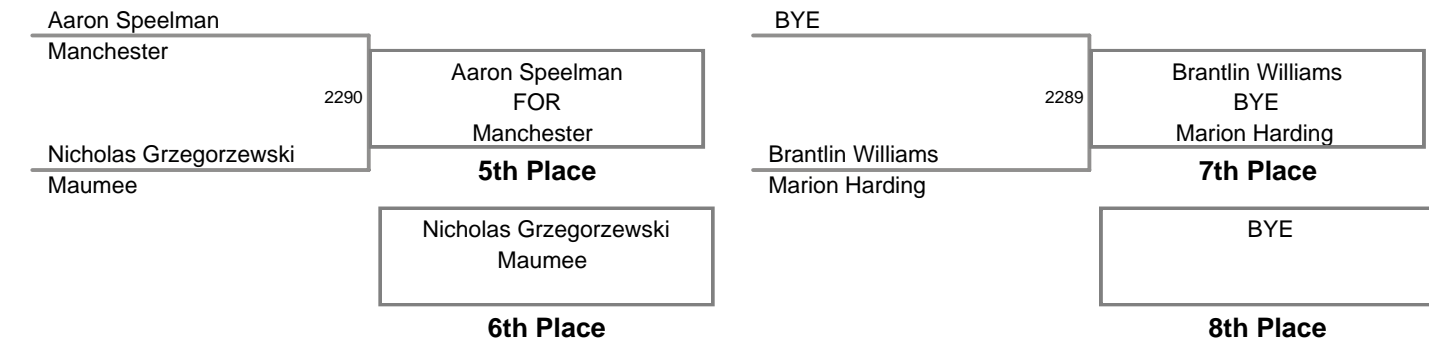 Aaron Speelman
Manchester
2290
Nicholas Grzegorzewski
Maumee
Aaron Speelman
FOR
Manchester
5th Place
Nicholas Grzegorzewski
Maumee
6th Place
BYE
2289
Brantlin Williams
Marion Harding
Brantlin Williams
BYE
Marion Harding
7th Place
BYE
8th Place